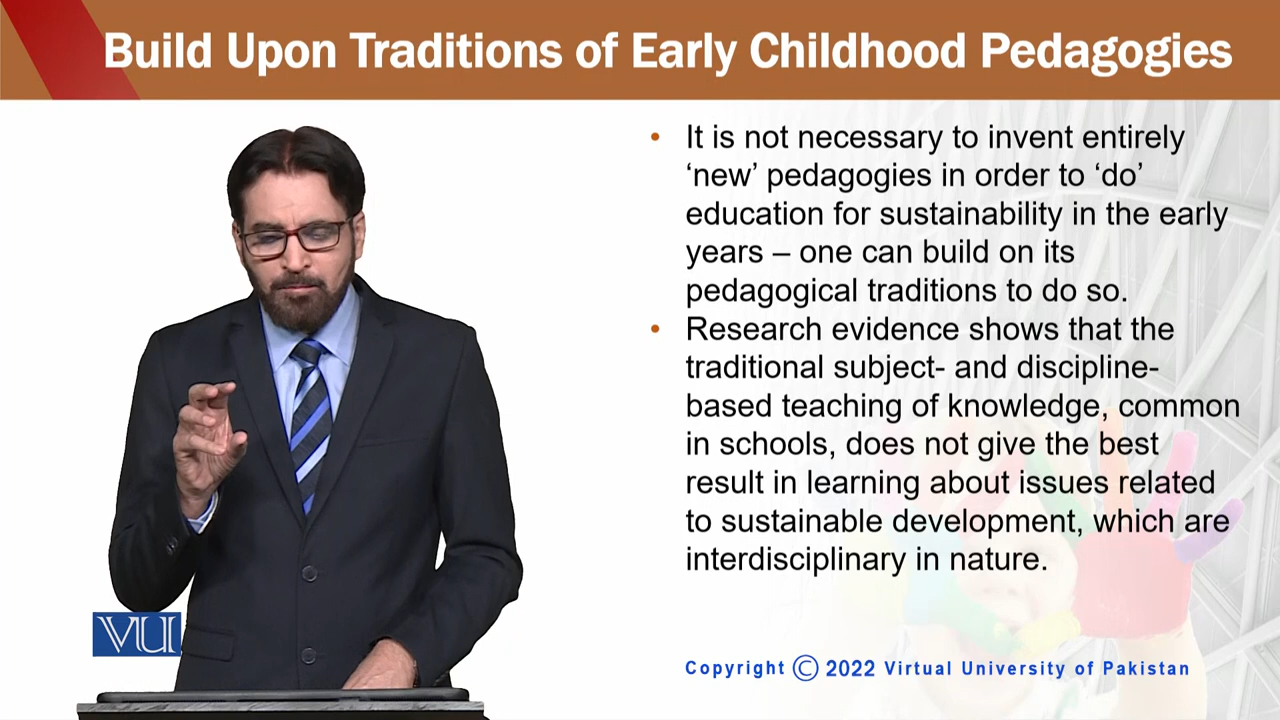 Build Upon Traditions of Early Childhood Pedagogies
• It is not necessary to invent entirely
‘new’ pedagogies in order to ‘do’
education for sustainability in the early
years – one can build on its
pedagogical traditions to do so.
• Research evidence shows that the
traditional subject- and discipline-
based teaching of knowledge, common
in schools, does not give the best
result in learning about issues related
to sustainable development, which are
interdisciplinary in nature.
VU
Copyright © 2022 Virtual University of Pakistan